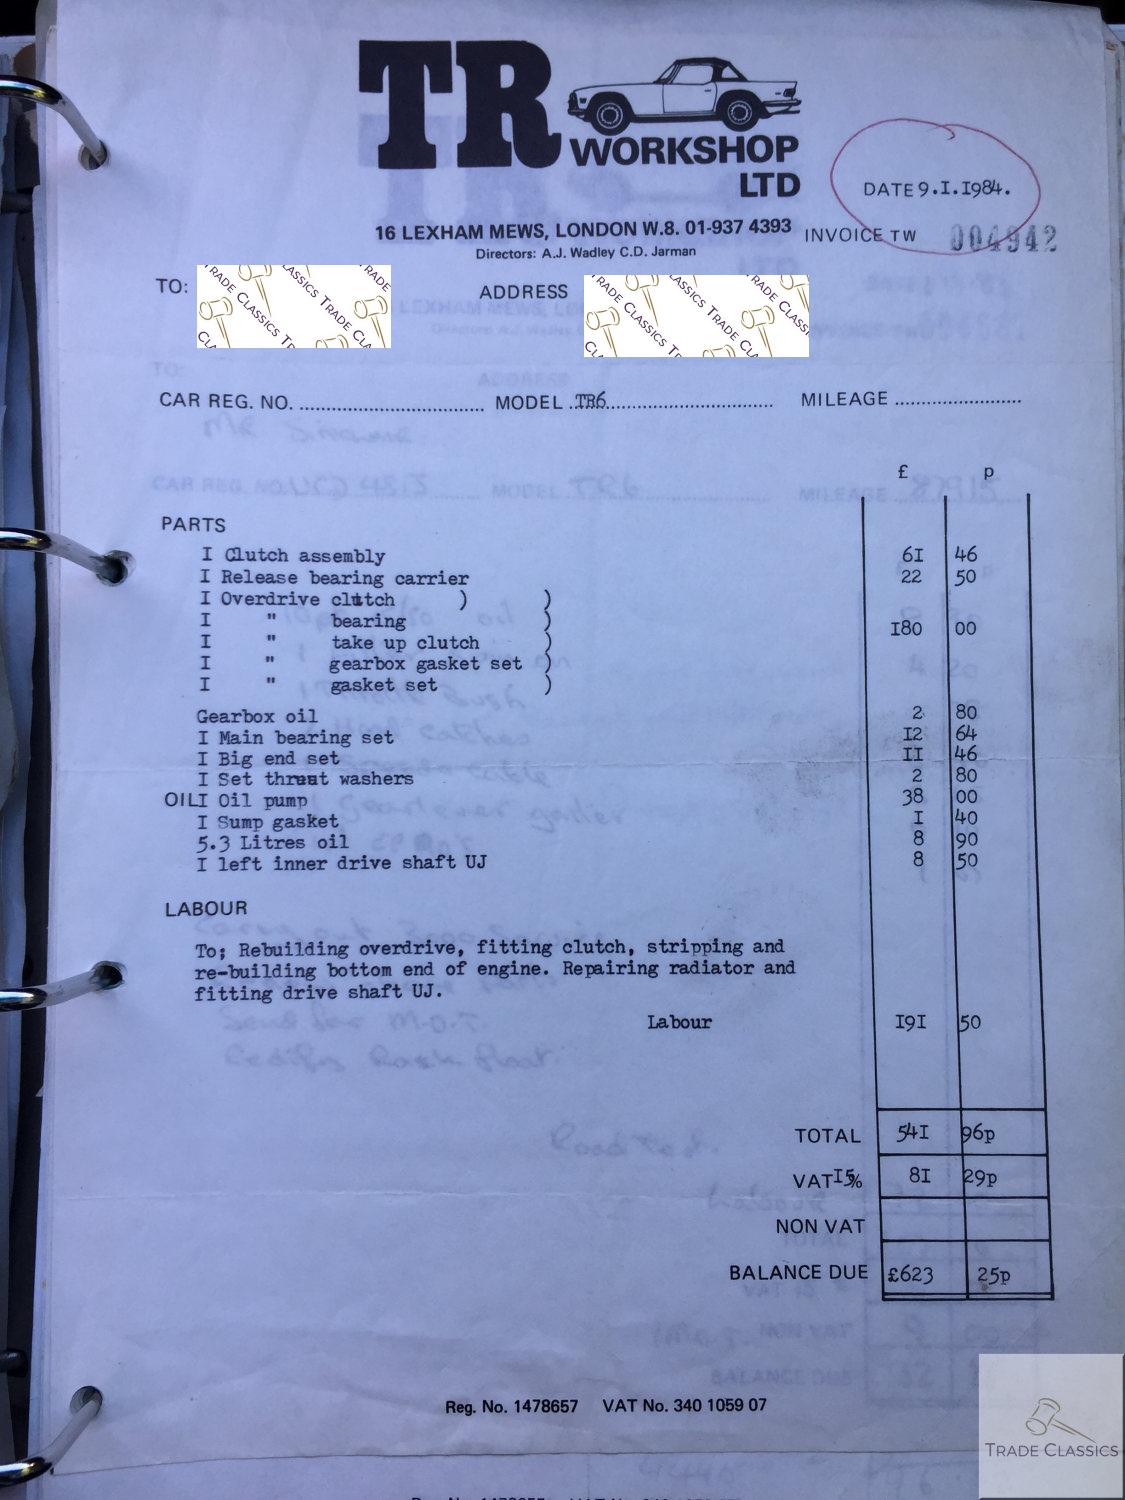 TR
WORKSHOP
LTD
16 LEXHAM MEWS, LONDON W.8. 01-937 4393
Directors: A.J. Wadley C.D. Jarman
DATE 9.I.I984.
INVOICE TW 004942
TO:
ADDRESS
TRADE CLASSICS
CAR REG. NO. MODEL TR6 MILEAGE
£ p
PARTS
I Clutch assembly 6I 46
I Release bearing carrier 22 50
I Overdrive clutch ) )
I " bearing )
I " take up clutch ) I80 00
I " gearbox gasket set )
I " gasket set )
Gearbox oil 2 80
I Main bearing set I2 64
I Big end set II 46
I Set thrust washers 2 80
OILI Oil pump 38 00
I Sump gasket I 40
5.3 Litres oil 8 90
I left inner drive shaft UJ 8 50
LABOUR
To; Rebuilding overdrive, fitting clutch, stripping and
re-building bottom end of engine. Repairing radiator and
fitting drive shaft UJ.
Labour I9I 50
TOTAL 54I 96p
VAT I5% 8I 29p
NON VAT
BALANCE DUE £623 25p
Reg. No. 1478657 VAT No. 340 1059 07
TRADE CLASSICS